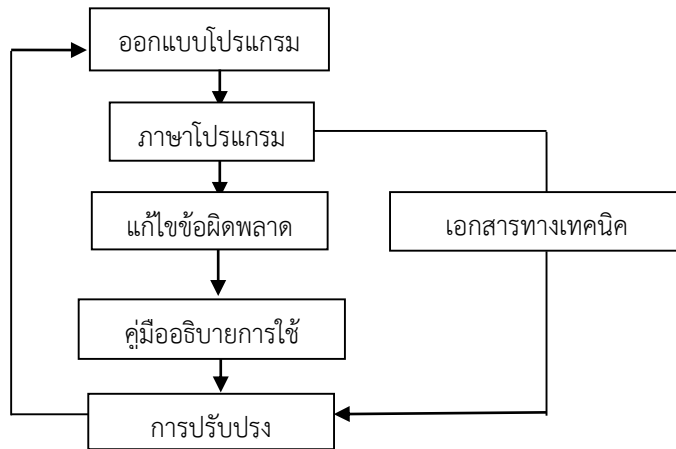 ออกแบบโปรแกรม
ภาษาโปรแกรม
แก้ไขข้อผิดพลาด
เอกสารทางเทคนิค
คู่มืออธิบายการใช้
การปรับปรง